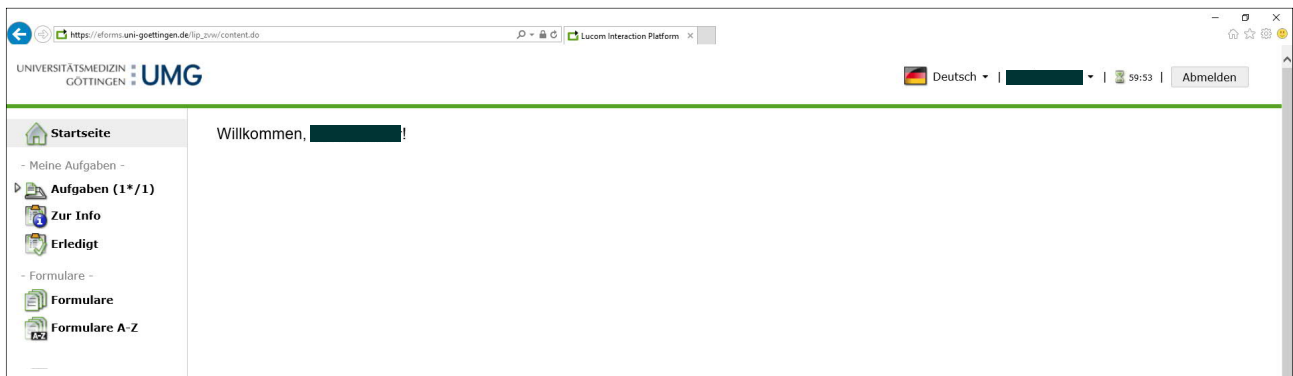 https://eforms.uni-goettingen.de/lip_zvw/content.do
Lucom Interaction Platform
UNIVERSITÄTSMEDIZIN
GÖTTINGEN
UMG
Deutsch
59:53
Abmelden
Startseite
Willkommen, !
- Meine Aufgaben -
Aufgaben (1*/1)
Zur Info
Erledigt
- Formulare -
Formulare
A-Z
Formulare A-Z